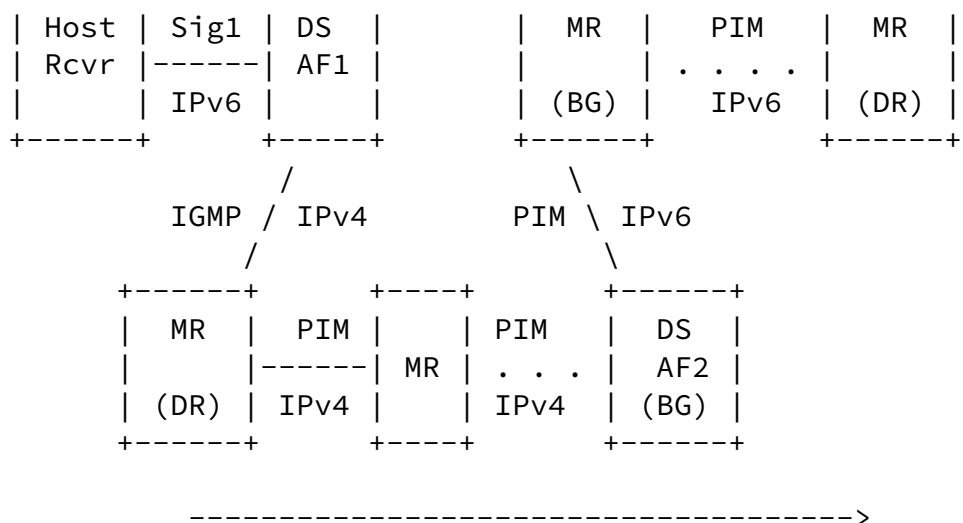 | Host | Sig1 | DS  |       |  MR  |   PIM   |  MR  |
| Rcvr |------| AF1 |       |      | . . . . |      |
|      | IPv6 |     |       | (BG) |   IPv6  | (DR) |
+------+      +-----+       +------+         +------+
/               \
IGMP / IPv4        PIM \ IPv6
/                   \
+------+      +----+       +------+
|  MR  |  PIM |    | PIM   |  DS  |
|      |------| MR | . . . |  AF2 |
| (DR) | IPv4 |    | IPv4  | (BG) |
+------+      +----+       +------+
------------------------------------->